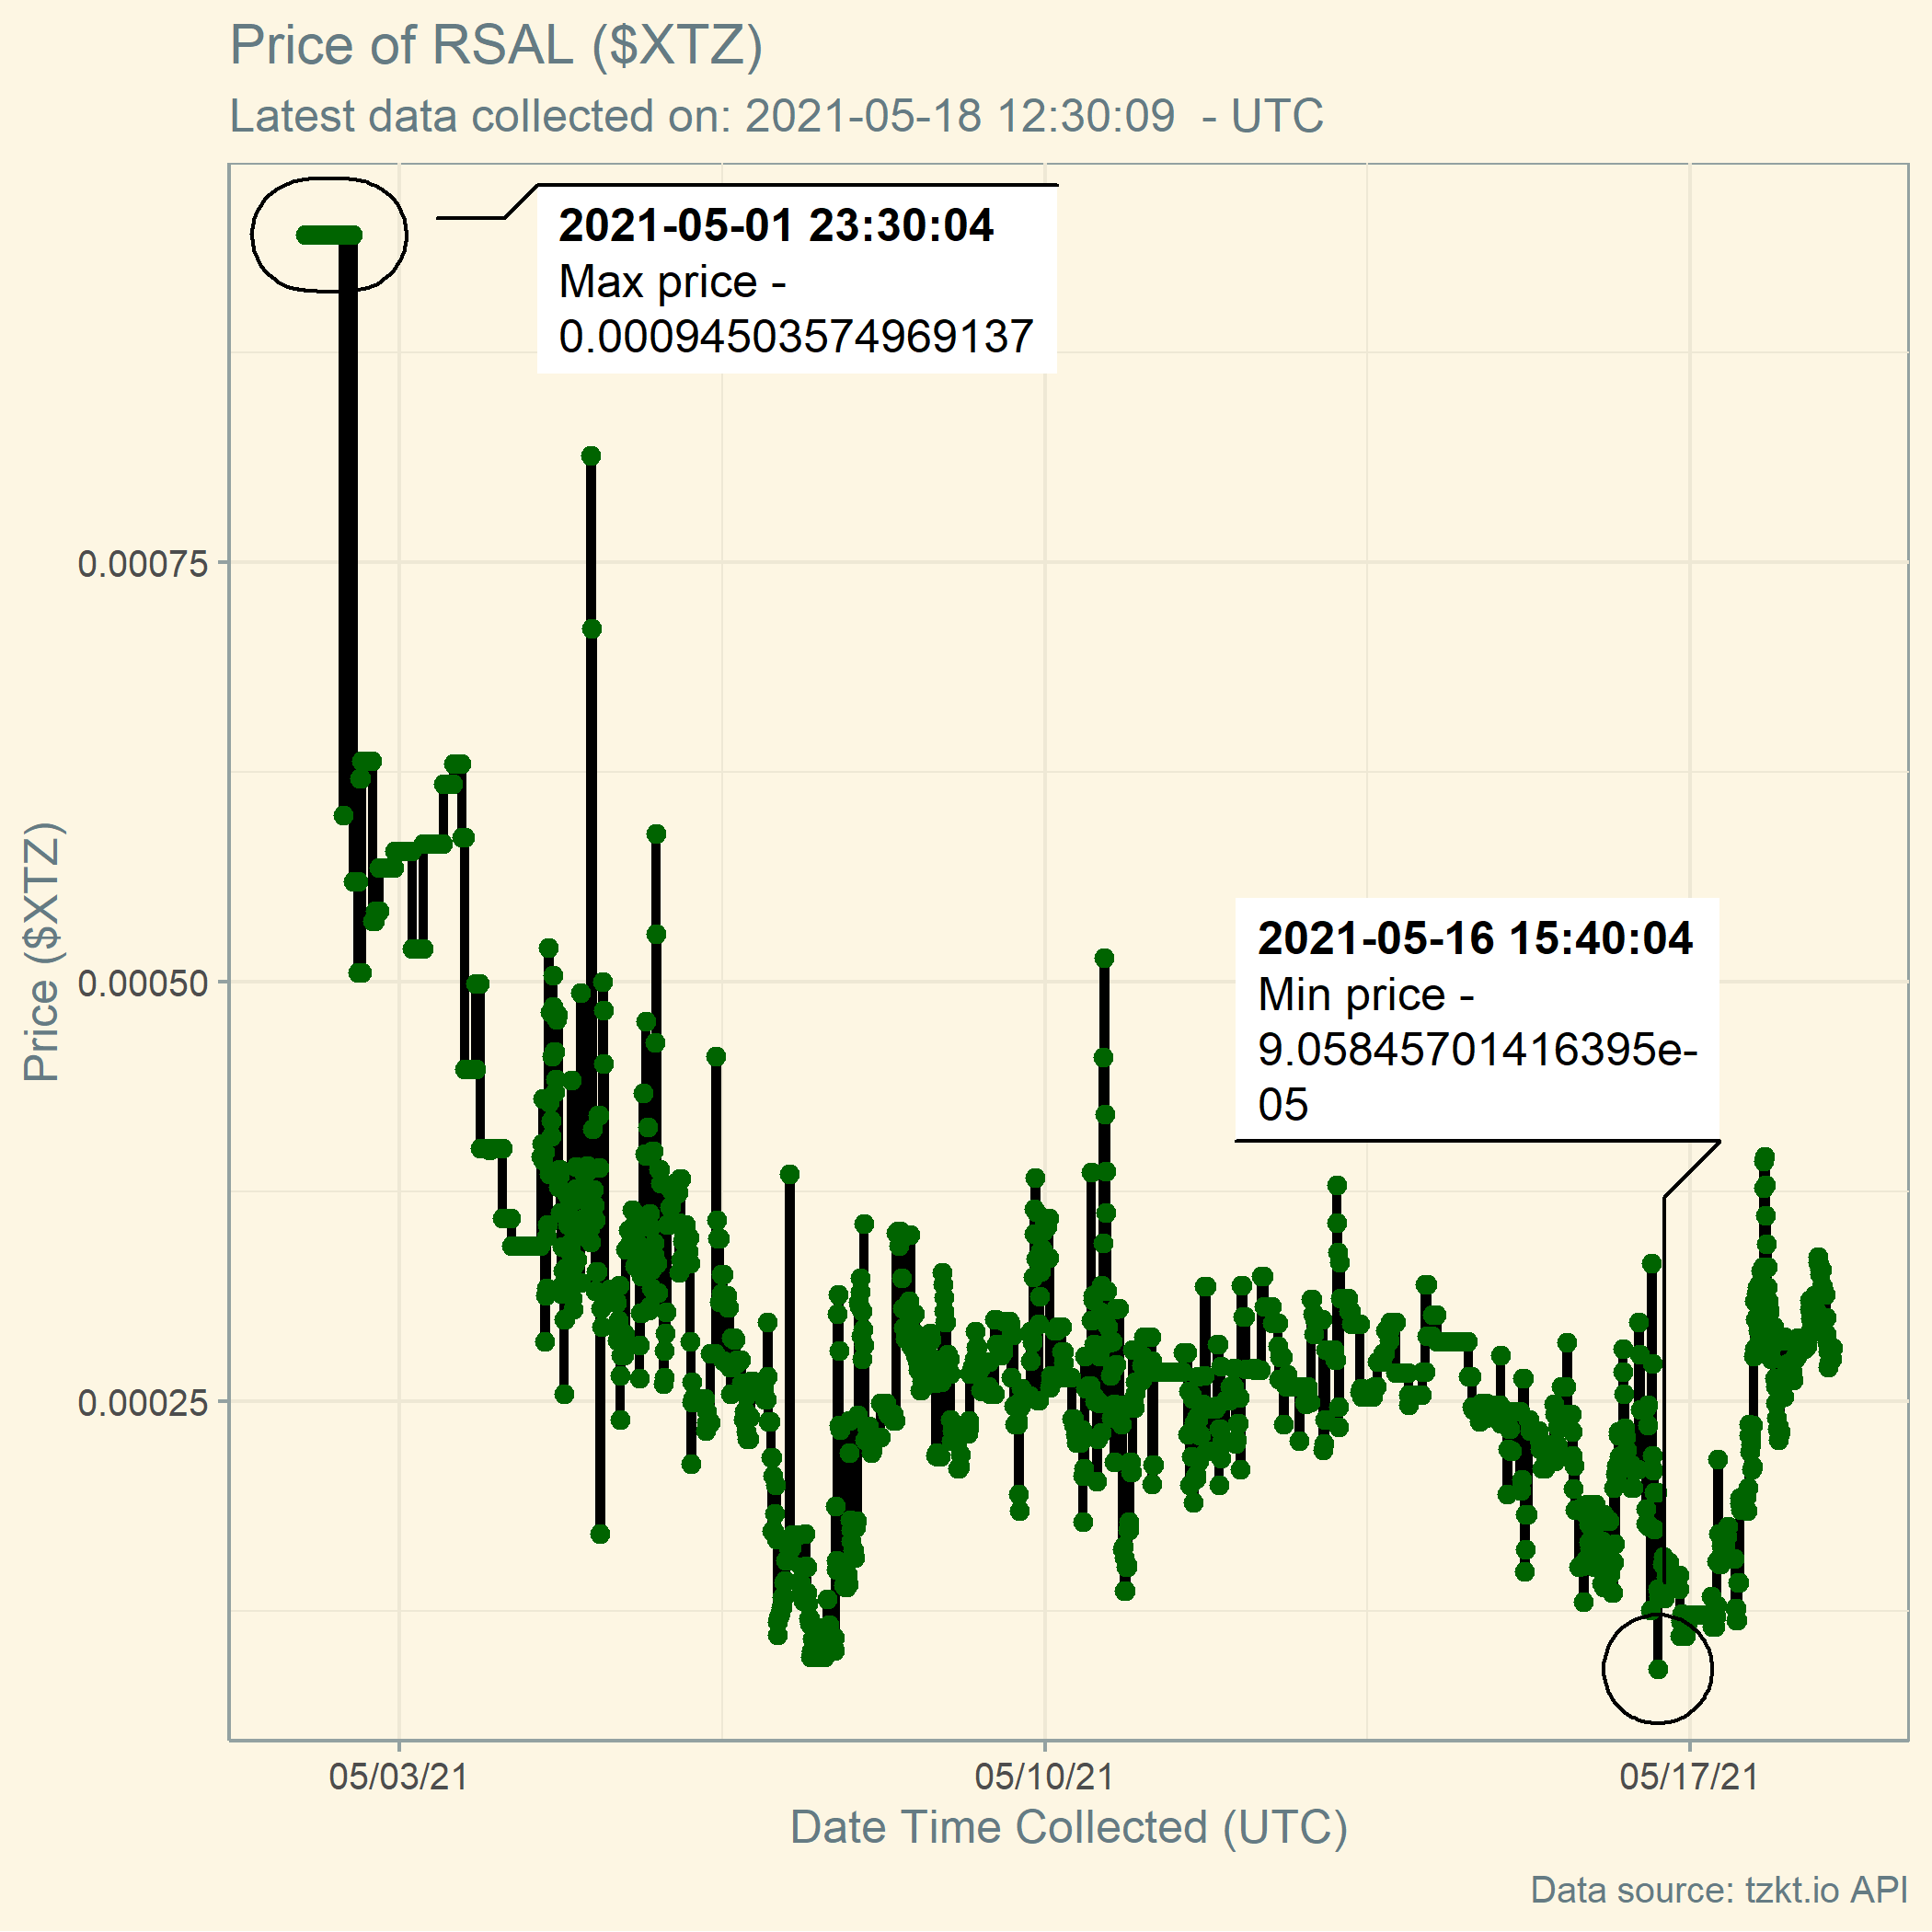 Price of RSAL ($XTZ)
Latest data collected on: 2021-05-18 12:30:09  - UTC
2021-05-01 23:30:04
Max price -
0.00094503574969137
0.00075
Price ($XTZ)
0.00050
2021-05-16 15:40:04
Min price -
9.05845701416395e-
05
0.00025
05/03/21
05/10/21
05/17/21
Date Time Collected (UTC)
Data source: tzkt.io API